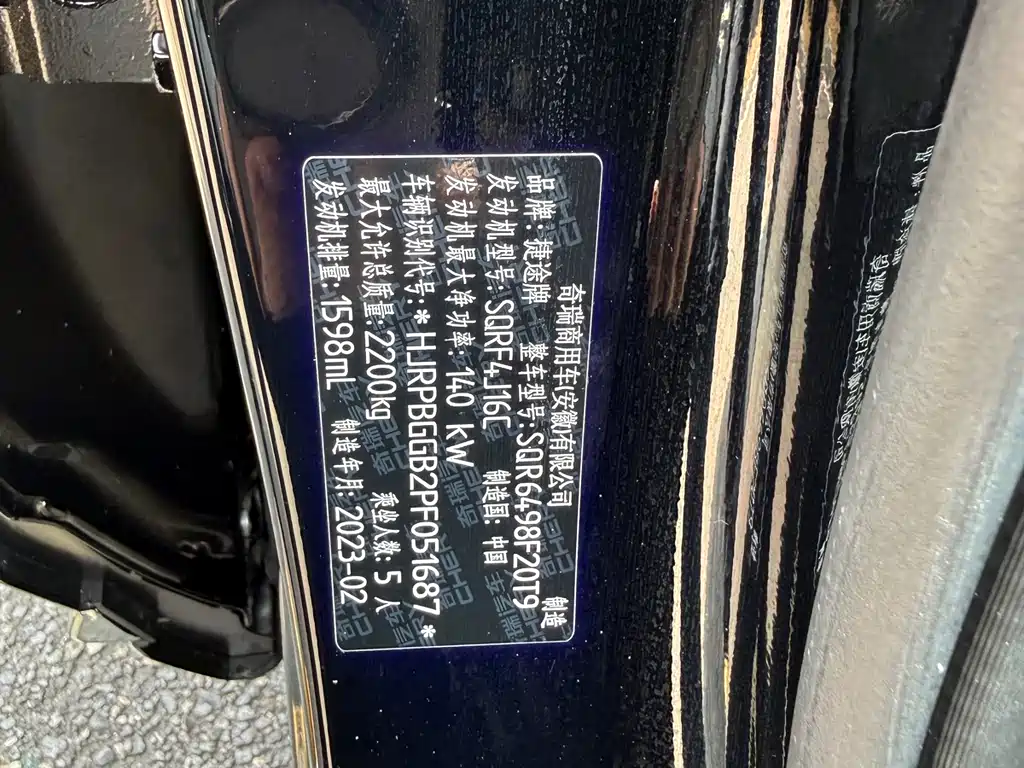 奇瑞商用车(安徽)有限公司 制造
品牌: 捷途牌 整车型号: SQR6498F20T9
发动机型号: SQRF4J16C 制造国: 中国
发动机最大净功率: 140 kW
车辆识别代号: *HJRPBGGB2PF051687*
最大允许总质量: 2200kg 乘坐人数: 5 人
发动机排量: 1598mL 制造年月: 2023-02